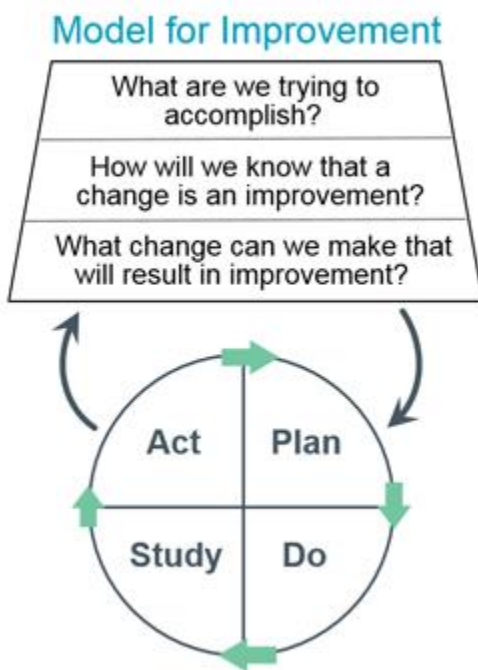 Model for Improvement
What are we trying to
accomplish?
How will we know that a
change is an improvement?
What change can we make that
will result in improvement?
Act
Plan
Study
Do